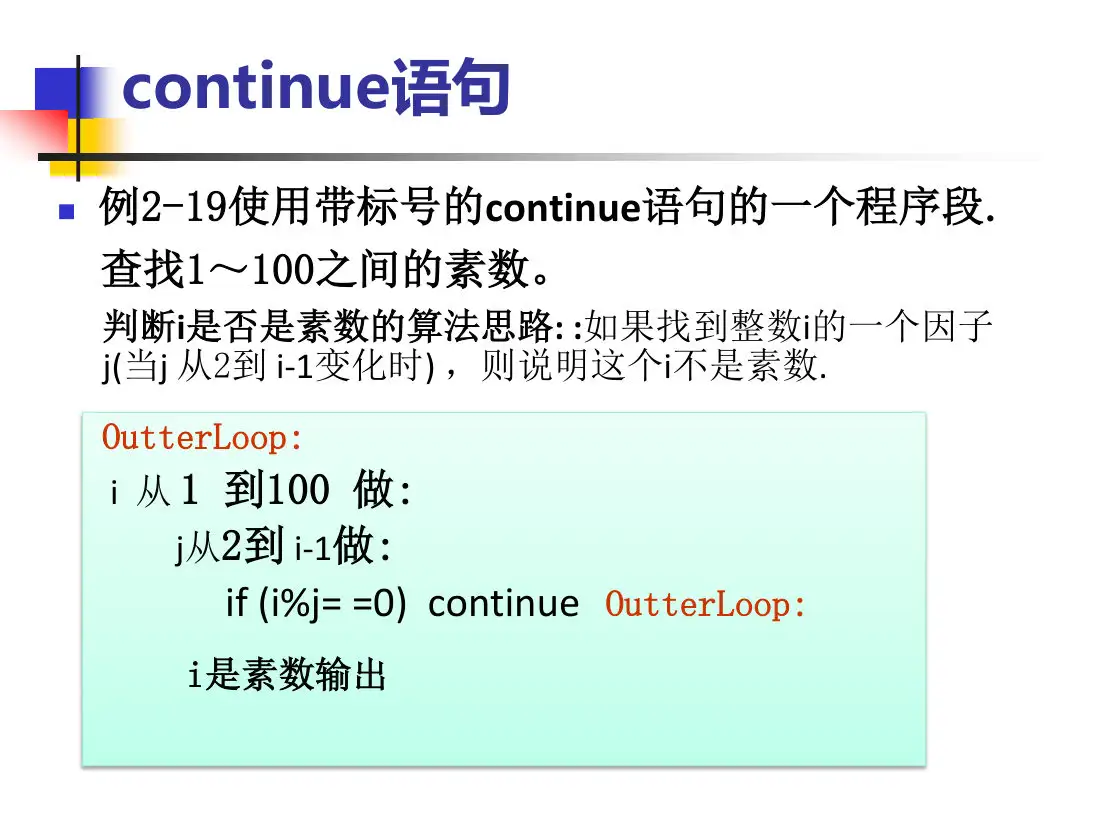 continue语句
例2-19使用带标号的continue语句的一个程序段.
查找1～100之间的素数。
判断i是否是素数的算法思路::如果找到整数i的一个因子
j(当j 从2到 i-1变化时) ，则说明这个i不是素数.
OutterLoop:
i 从 1 到100 做:
j从2到 i-1做:
if (i%j= =0) continue OutterLoop:
i是素数输出